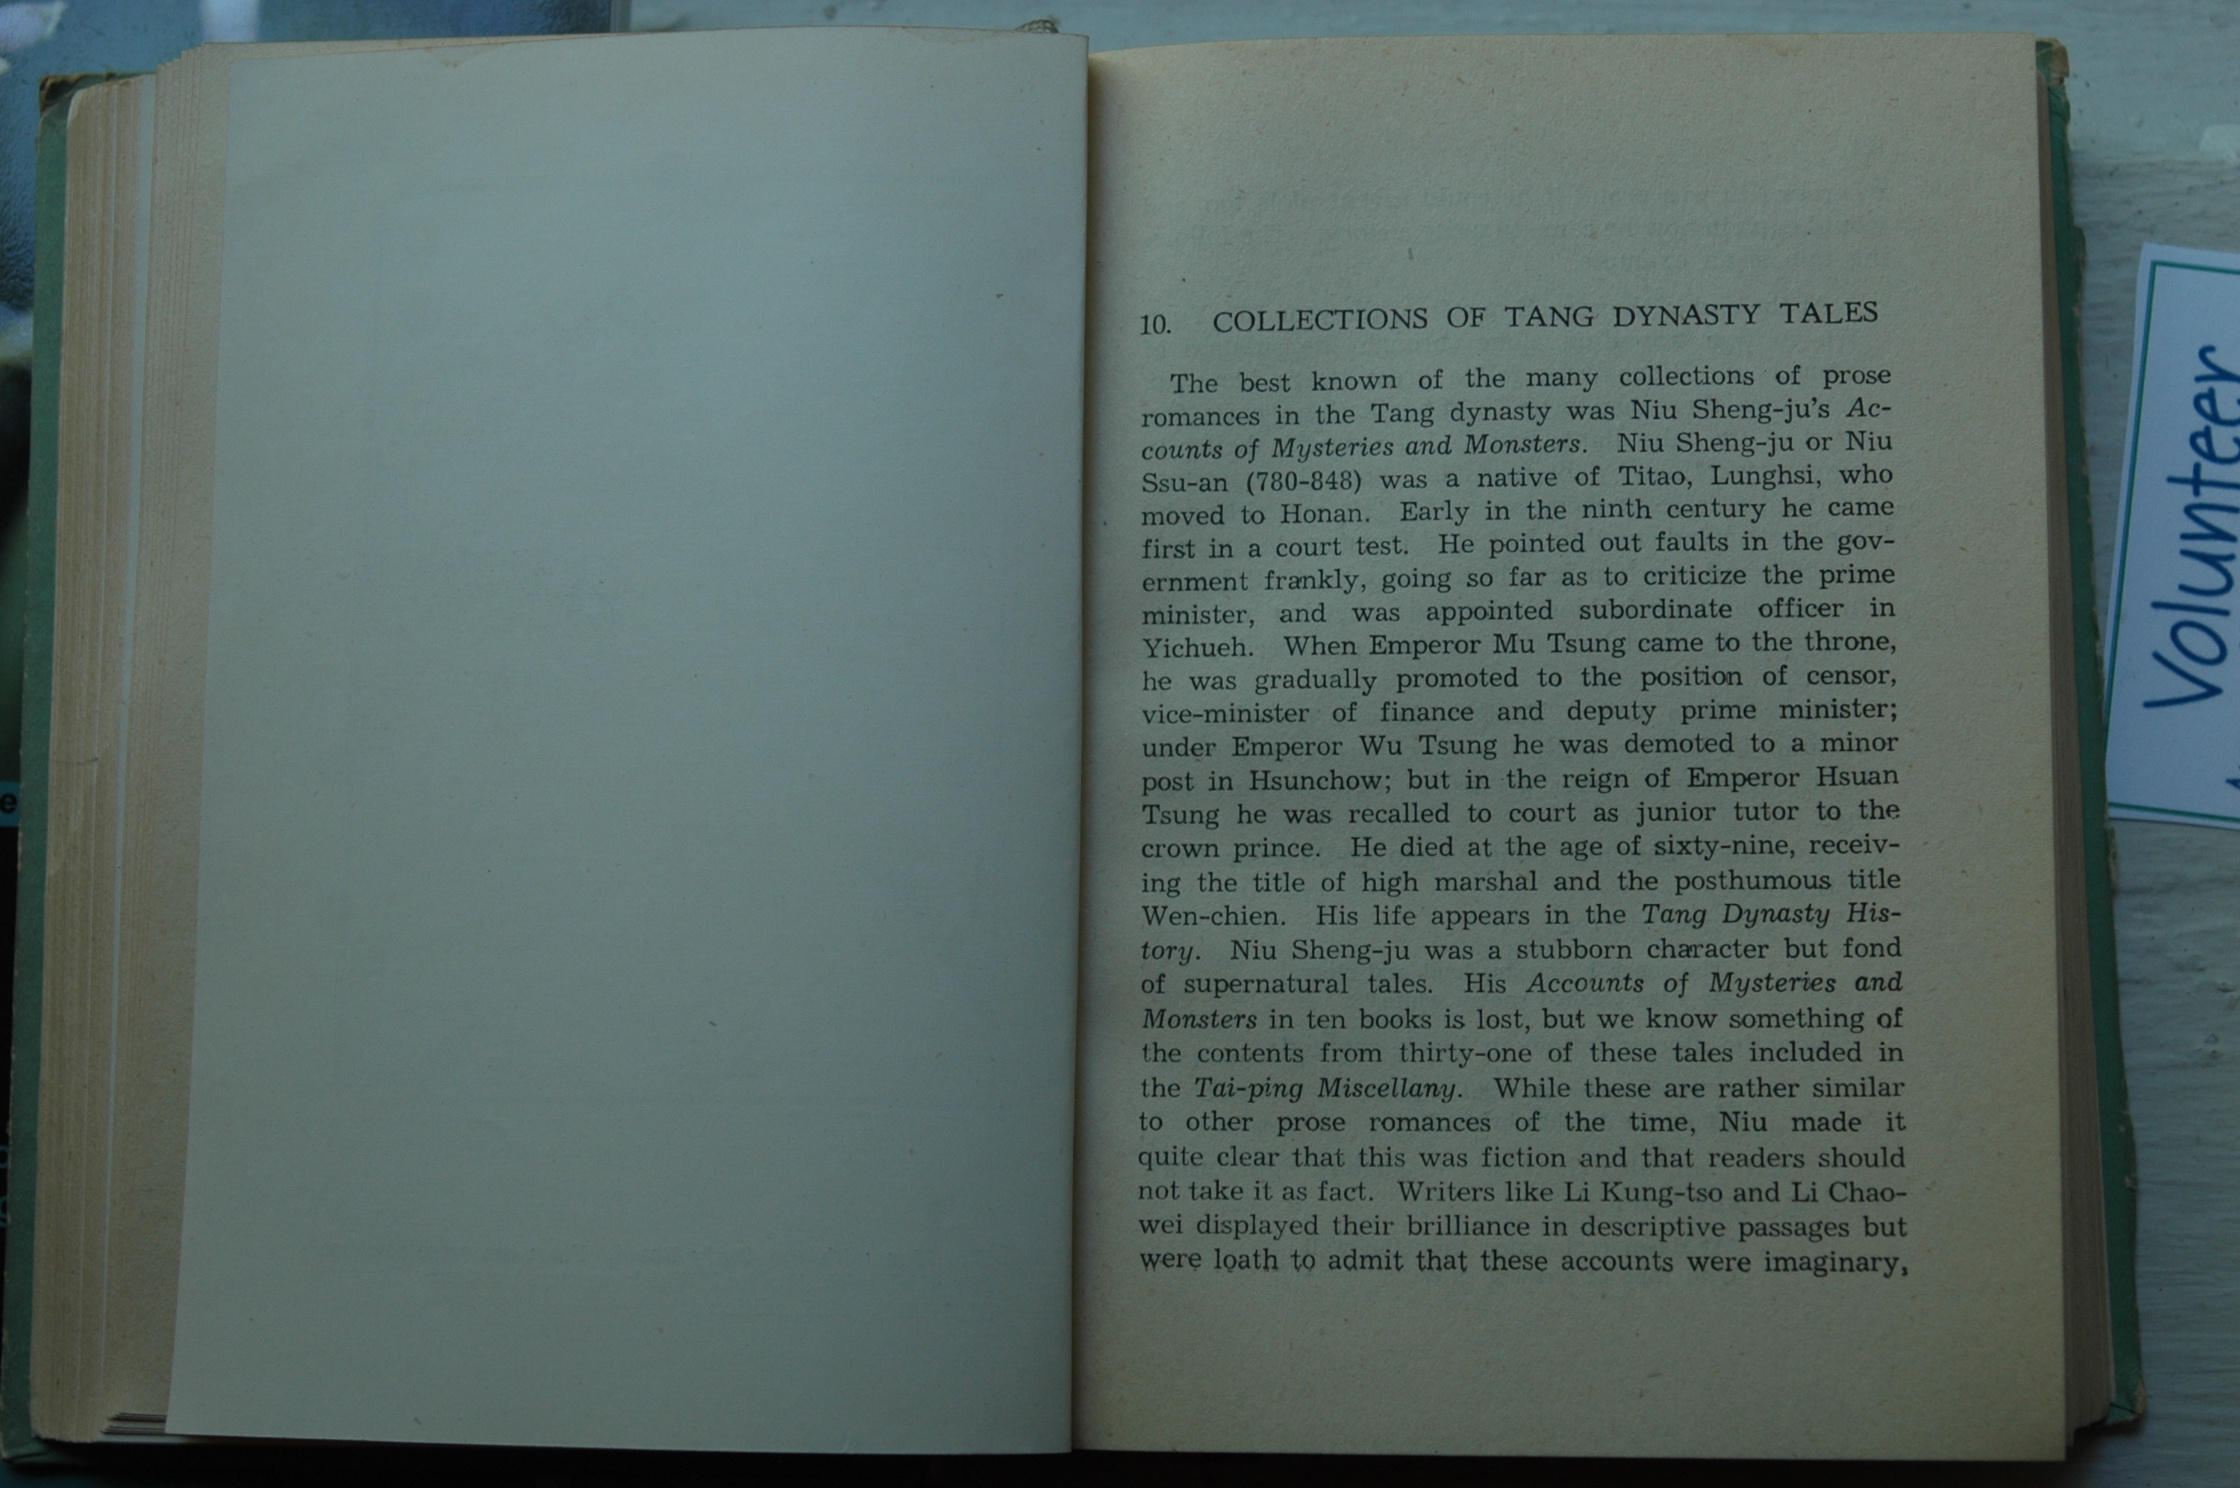 10. COLLECTIONS OF TANG DYNASTY TALES
The best known of the many collections of prose
romances in the Tang dynasty was Niu Sheng-ju's Ac-
counts of Mysteries and Monsters. Niu Sheng-ju or Niu
Ssu-an (780-848) was a native of Titao, Lunghsi, who
moved to Honan. Early in the ninth century he came
first in a court test. He pointed out faults in the gov-
ernment frankly, going so far as to criticize the prime
minister, and was appointed subordinate officer in
Yichueh. When Emperor Mu Tsung came to the throne,
he was gradually promoted to the position of censor,
vice-minister of finance and deputy prime minister;
under Emperor Wu Tsung he was demoted to a minor
post in Hsunchow; but in the reign of Emperor Hsuan
Tsung he was recalled to court as junior tutor to the
crown prince. He died at the age of sixty-nine, receiv-
ing the title of high marshal and the posthumous title
Wen-chien. His life appears in the Tang Dynasty His-
tory. Niu Sheng-ju was a stubborn character but fond
of supernatural tales. His Accounts of Mysteries and
Monsters in ten books is lost, but we know something of
the contents from thirty-one of these tales included in
the Tai-ping Miscellany. While these are rather similar
to other prose romances of the time, Niu made it
quite clear that this was fiction and that readers should
not take it as fact. Writers like Li Kung-tso and Li Chao-
wei displayed their brilliance in descriptive passages but
were loath to admit that these accounts were imaginary,
Volunteer